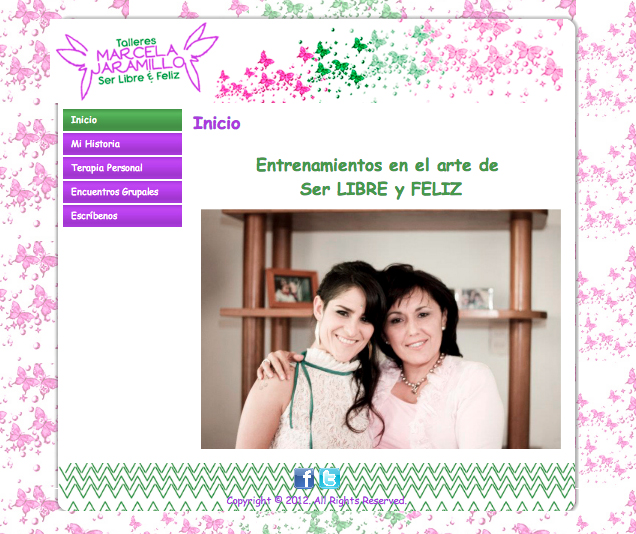 Talleres
MARCELA
JARAMILLO
Ser Libre & Feliz
Inicio
Mi Historia
Terapia Personal
Encuentros Grupales
Escríbenos
Inicio
Entrenamientos en el arte de
Ser LIBRE y FELIZ
Copyright © 2012. All Rights Reserved.